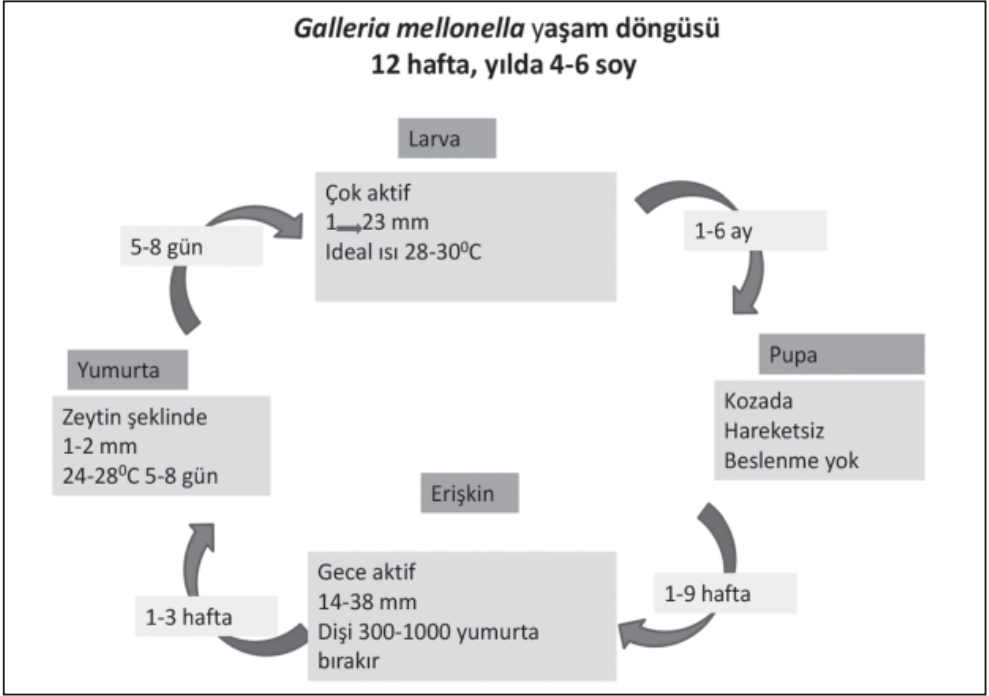 Galleria mellonella yaşam döngüsü
12 hafta, yılda 4-6 soy
Larva
Çok aktif
1→23 mm
Ideal ısı 28-30⁰C
5-8 gün
1-6 ay
Yumurta
Zeytin şeklinde
1-2 mm
24-28⁰C 5-8 gün
Pupa
Kozada
Hareketsiz
Beslenme yok
Erişkin
Gece aktif
14-38 mm
Dişi 300-1000 yumurta
bırakır
1-3 hafta
1-9 hafta